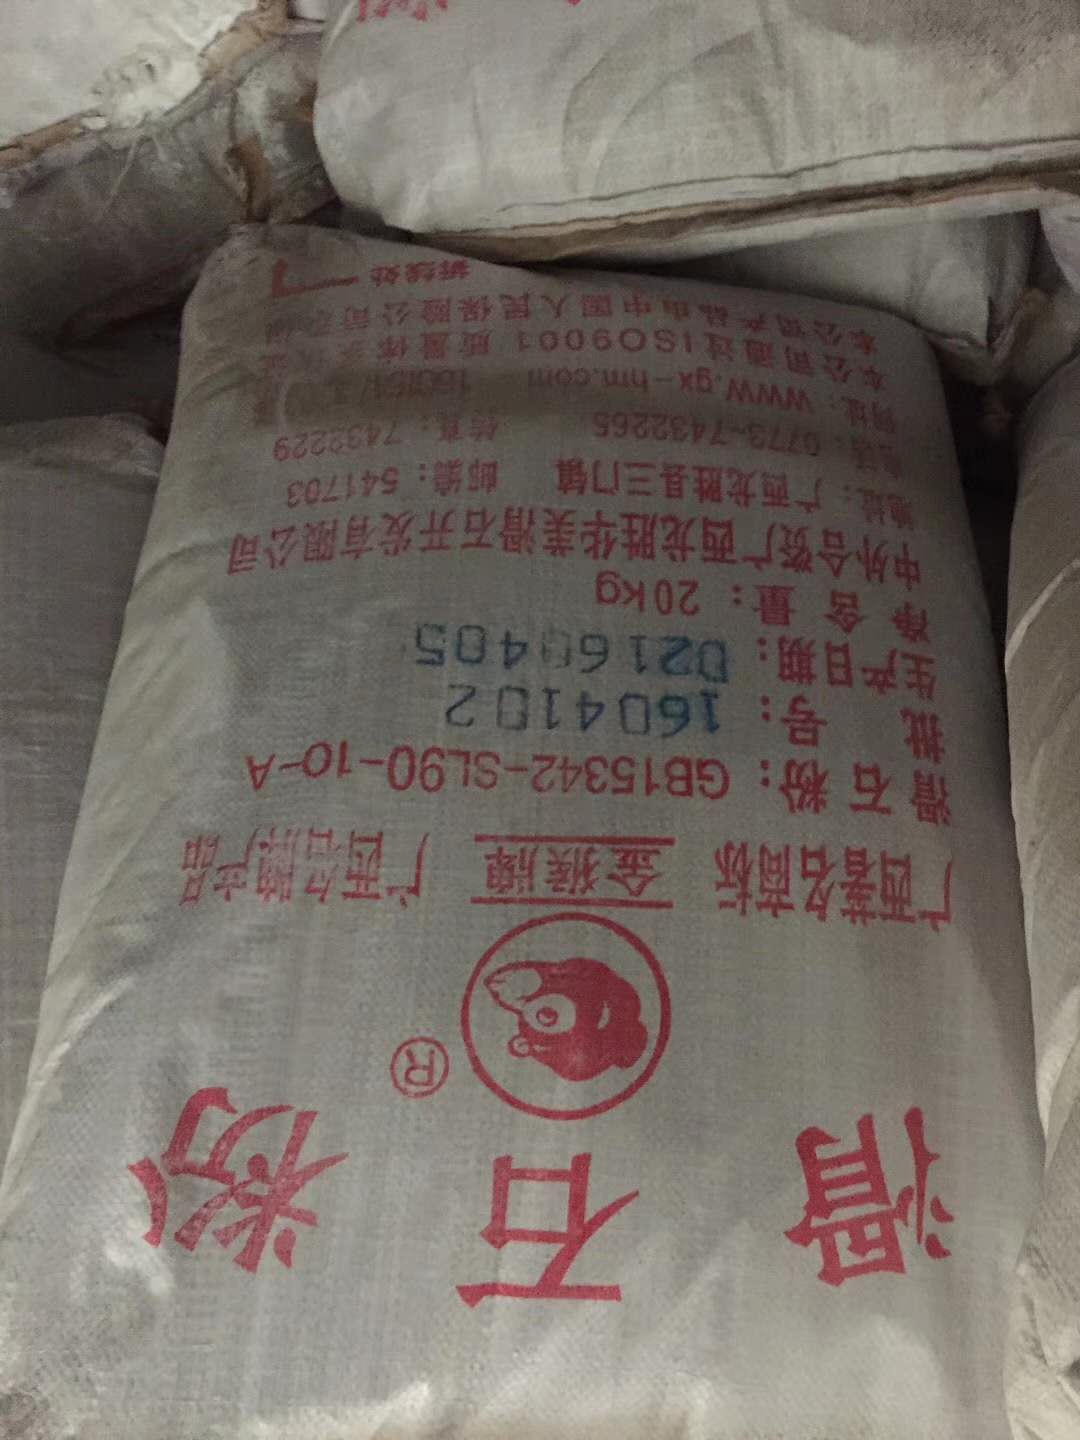 滑石粉
®
广西著名商标 金猴牌 广西名牌产品
滑石粉：GB15342-SL90-10-A
批号：1604102
生产日期：
净含量：20kg
中外合资广西龙胜华美滑石开发有限公司
地址：广西龙胜县三门镇 邮编：541703
电话：0773-7432265 传真：7432229
网址：WWW.gx-hm.com
本公司通过ISO9001质量体系认证
本公司产品由中国人民保险公司
拆线处